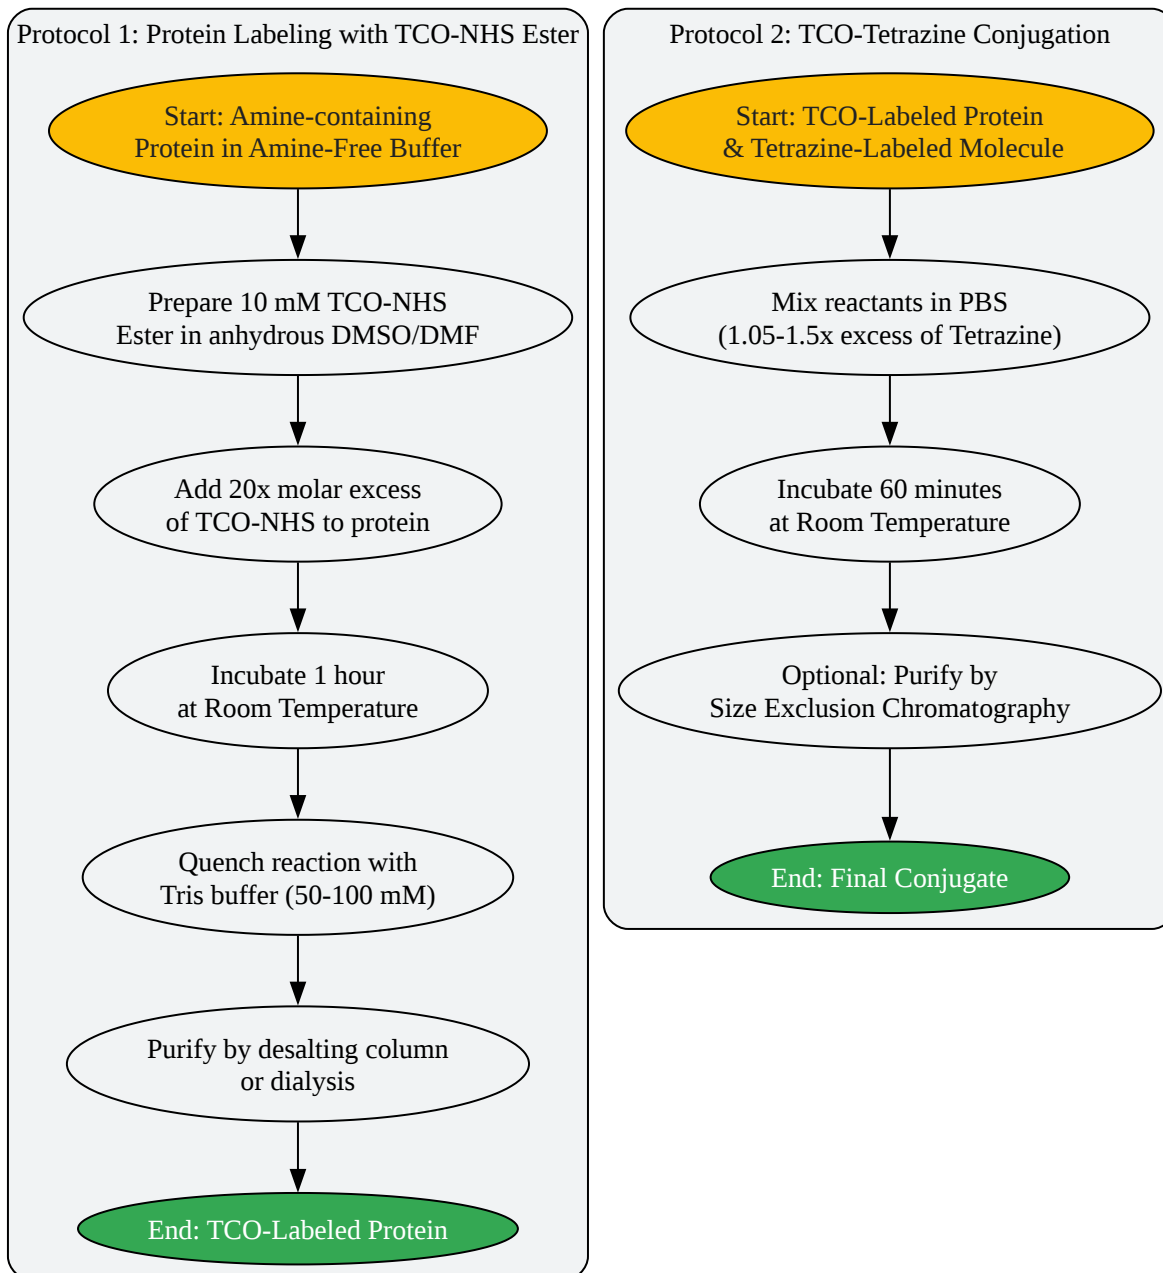 Protocol 1: Protein Labeling with TCO-NHS Ester
Start: Amine-containing
Protein in Amine-Free Buffer
Prepare 10 mM TCO-NHS
Ester in anhydrous DMSO/DMF
Add 20x molar excess
of TCO-NHS to protein
Incubate 1 hour
at Room Temperature
Quench reaction with
Tris buffer (50-100 mM)
Purify by desalting column
or dialysis
End: TCO-Labeled Protein
Protocol 2: TCO-Tetrazine Conjugation
Start: TCO-Labeled Protein
& Tetrazine-Labeled Molecule
Mix reactants in PBS
(1.05-1.5x excess of Tetrazine)
Incubate 60 minutes
at Room Temperature
Optional: Purify by
Size Exclusion Chromatography
End: Final Conjugate